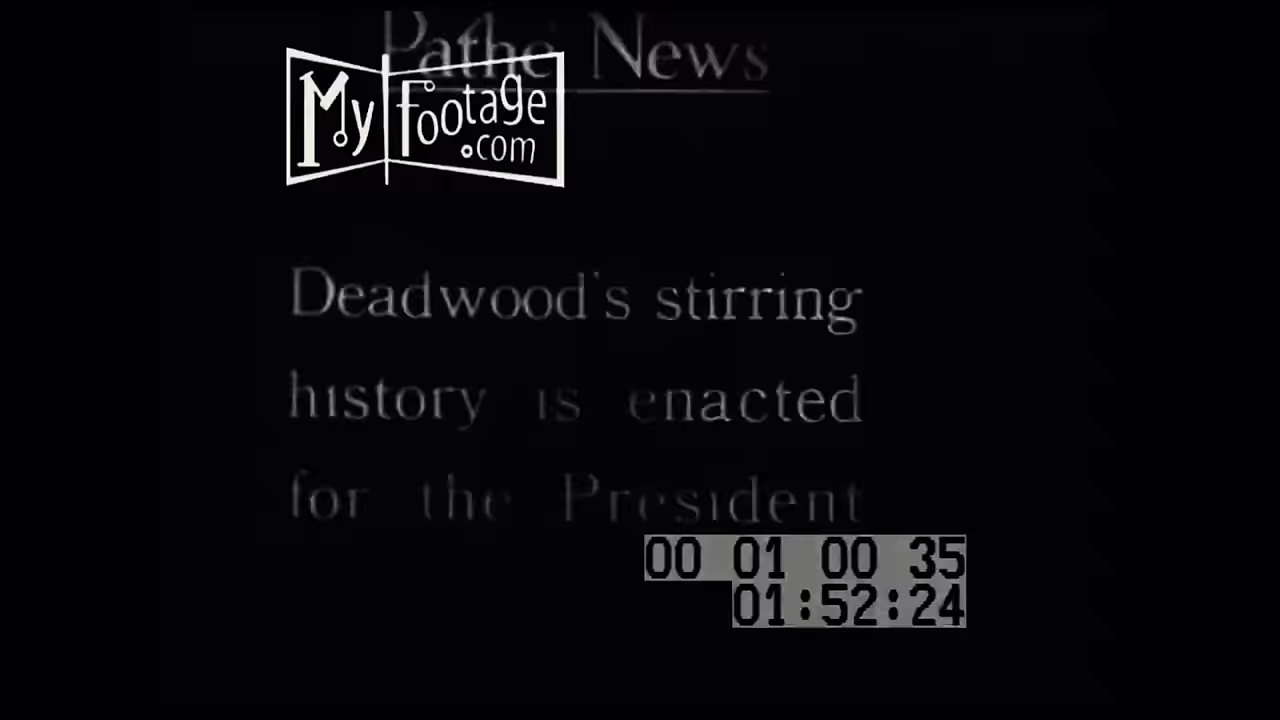 Pathé News
My footage
.com
Deadwood's stirring
history is enacted
for the President
00 01 00 35
01:52:24